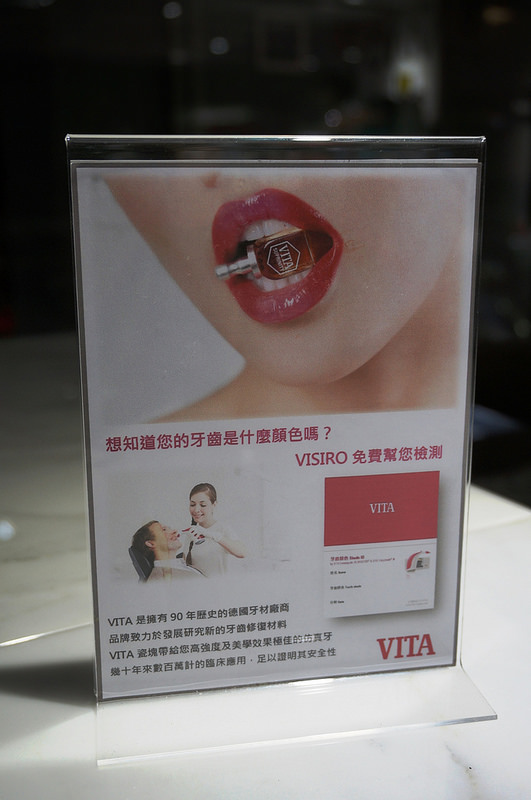 VITA
想知道您的牙齒是什麼顏色嗎？
VISIRO 免費幫您檢測
VITA
VITA 是擁有 90 年歷史的德國牙材廠商
品牌致力於發展研究新的牙齒修復材料
VITA 瓷塊帶給您高強度及美學效果極佳的仿真牙
幾十年來數百萬計的臨床應用，足以證明其安全性
VITA